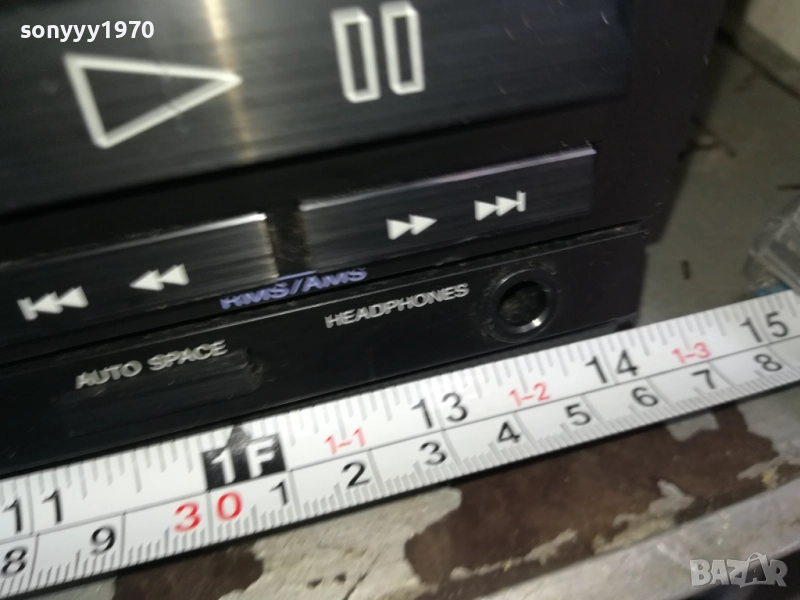 sonyyy1970
RMS/AMS
HEADPHONES
AUTO SPACE
11 1F 1-1 13 1-2 14 1-3 15
8 9 30 1 2 3 4 5 6 7 8
BAZAR